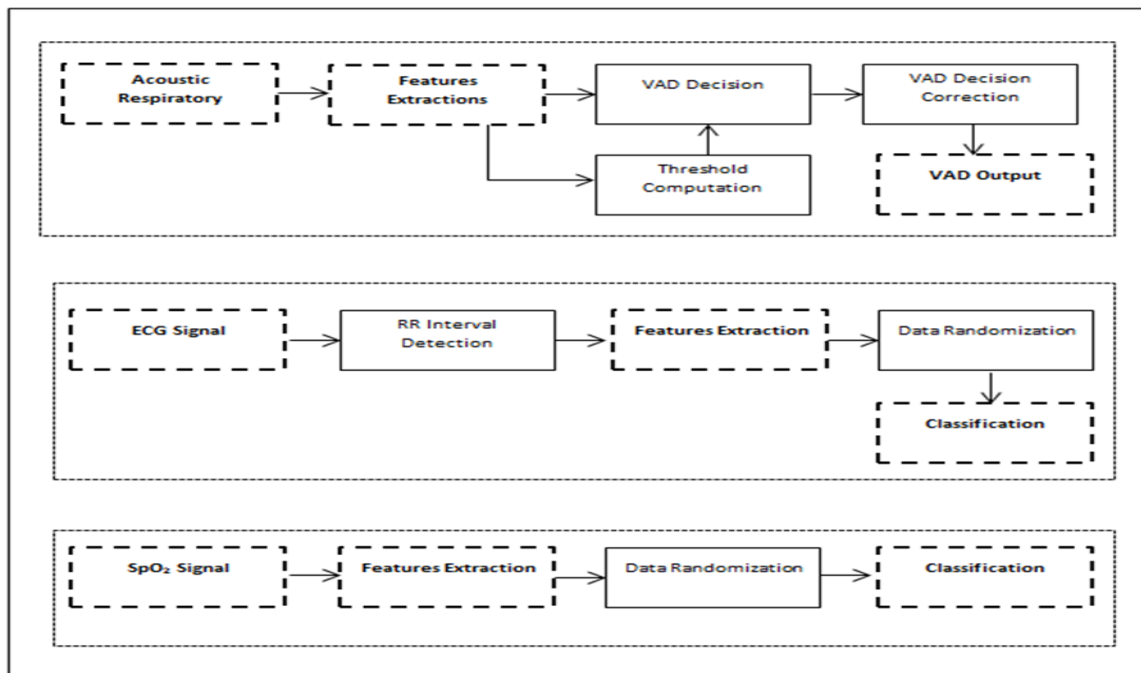 Acoustic
Respiratory
Features
Extractions
VAD Decision
VAD Decision
Correction
Threshold
Computation
VAD Output
ECG Signal
RR Interval
Detection
Features Extraction
Data Randomization
Classification
SpO₂ Signal
Features Extraction
Data Randomization
Classification